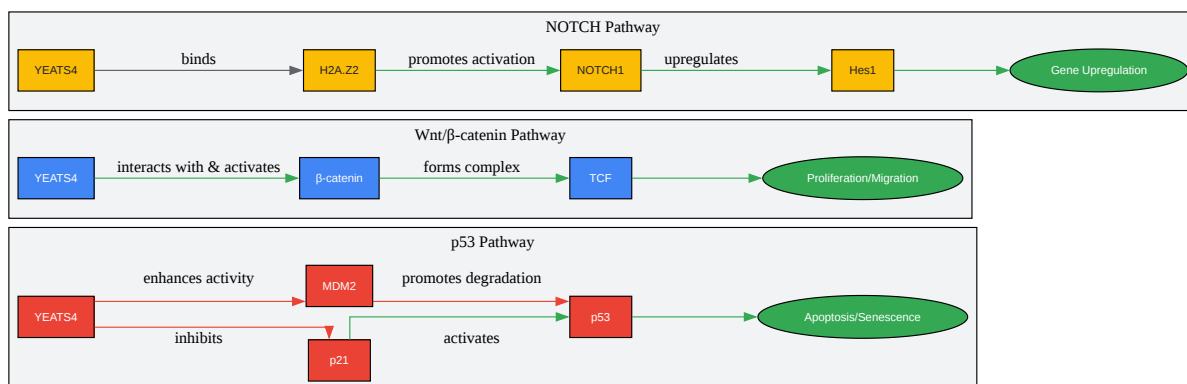 NOTCH Pathway
YEATS4
binds
H2A.Z2
promotes activation
NOTCH1
upregulates
Hes1
Gene Upregulation
Wnt/β-catenin Pathway
YEATS4
interacts with & activates
β-catenin
forms complex
TCF
Proliferation/Migration
p53 Pathway
YEATS4
enhances activity
MDM2
promotes degradation
p53
Apoptosis/Senescence
inhibits
p21
activates